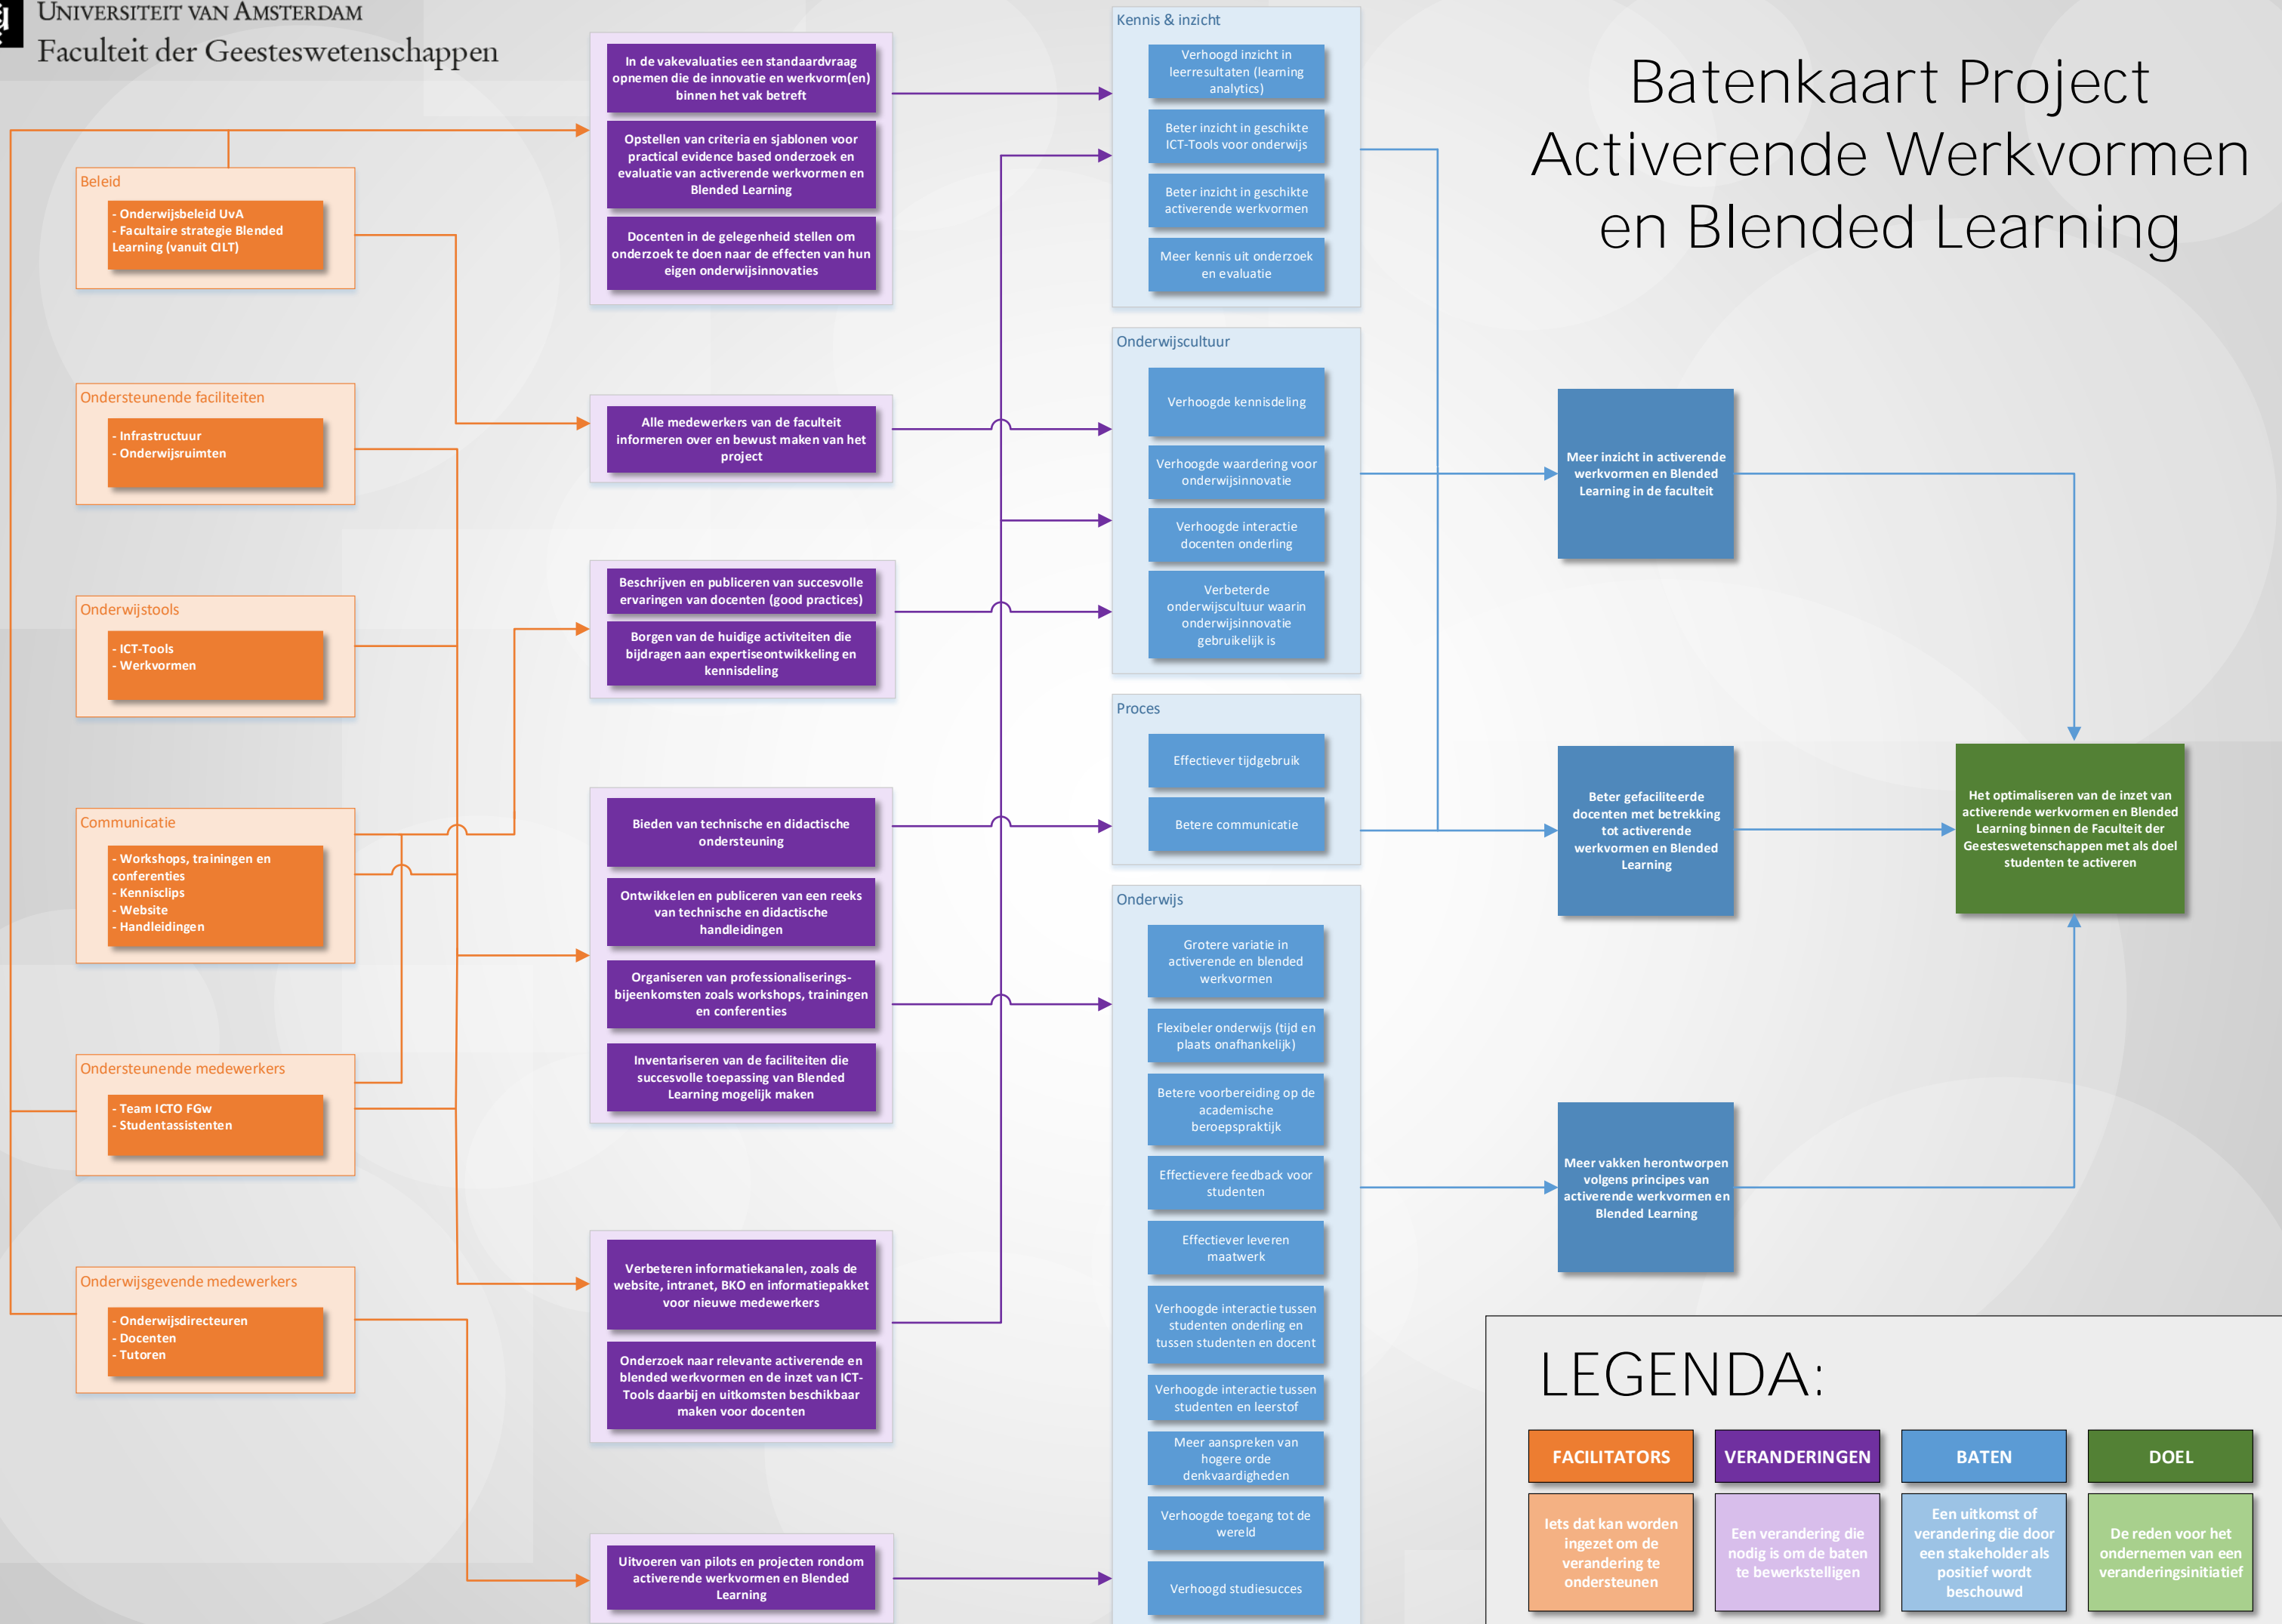 UNIVERSITEIT VAN AMSTERDAM
Faculteit der Geesteswetenschappen
Batenkaart Project
Activerende Werkvormen
en Blended Learning
Beleid
- Onderwijsbeleid UvA
- Facultaire strategie Blended
Learning (vanuit CILT)
Ondersteunende faciliteiten
- Infrastructuur
- Onderwijsruimten
Onderwijstools
- ICT-Tools
- Werkvormen
Communicatie
- Workshops, trainingen en
conferenties
- Kennisclips
- Website
- Handleidingen
Ondersteunende medewerkers
- Team ICTO FGw
- Studentassistenten
Onderwijsgevende medewerkers
- Onderwijsdirecteuren
- Docenten
- Tutoren
In de vakevaluaties een standaardvraag
opnemen die de innovatie en werkvorm(en)
binnen het vak betreft
Opstellen van criteria en sjablonen voor
practical evidence based onderzoek en
evaluatie van activerende werkvormen en
Blended Learning
Docenten in de gelegenheid stellen om
onderzoek te doen naar de effecten van hun
eigen onderwijsinnovaties
Alle medewerkers van de faculteit
informeren over en bewust maken van het
project
Beschrijven en publiceren van succesvolle
ervaringen van docenten (good practices)
Borgen van de huidige activiteiten die
bijdragen aan expertiseontwikkeling en
kennisdeling
Bieden van technische en didactische
ondersteuning
Ontwikkelen en publiceren van een reeks
van technische en didactische
handleidingen
Organiseren van professionaliserings-
bijeenkomsten zoals workshops, trainingen
en conferenties
Inventariseren van de faciliteiten die
succesvolle toepassing van Blended
Learning mogelijk maken
Verbeteren informatiekanalen, zoals de
website, intranet, BKO en informatiepakket
voor nieuwe medewerkers
Onderzoek naar relevante activerende en
blended werkvormen en de inzet van ICT-
Tools daarbij en uitkomsten beschikbaar
maken voor docenten
Uitvoeren van pilots en projecten rondom
activerende werkvormen en Blended
Learning
Kennis & inzicht
Verhoogd inzicht in
leerresultaten (learning
analytics)
Beter inzicht in geschikte
ICT-Tools voor onderwijs
Beter inzicht in geschikte
activerende werkvormen
Meer kennis uit onderzoek
en evaluatie
Onderwijscultuur
Verhoogde kennisdeling
Verhoogde waardering voor
onderwijsinnovatie
Verhoogde interactie
docenten onderling
Verbeterde
onderwijscultuur waarin
onderwijsinnovatie
gebruikelijk is
Proces
Effectiever tijdgebruik
Betere communicatie
Onderwijs
Grotere variatie in
activerende en blended
werkvormen
Flexibeler onderwijs (tijd en
plaats onafhankelijk)
Betere voorbereiding op de
academische
beroepspraktijk
Effectievere feedback voor
studenten
Effectiever leveren
maatwerk
Verhoogde interactie tussen
studenten onderling en
tussen studenten en docent
Verhoogde interactie tussen
studenten en leerstof
Meer aanspreken van
hogere orde
denkvaardigheden
Verhoogde toegang tot de
wereld
Verhoogd studiesucces
Meer inzicht in activerende
werkvormen en Blended
Learning in de faculteit
Beter gefaciliteerde
docenten met betrekking
tot activerende
werkvormen en Blended
Learning
Meer vakken herontworpen
volgens principes van
activerende werkvormen en
Blended Learning
Het optimaliseren van de inzet van
activerende werkvormen en Blended
Learning binnen de Faculteit der
Geesteswetenschappen met als doel
studenten te activeren
LEGENDA:
FACILITATORS
Iets dat kan worden
ingezet om de
verandering te
ondersteunen
VERANDERINGEN
Een verandering die
nodig is om de baten
te bewerkstelligen
BATEN
Een uitkomst of
verandering die door
een stakeholder als
positief wordt
beschouwd
DOEL
De reden voor het
ondernemen van een
veranderingsinitiatief